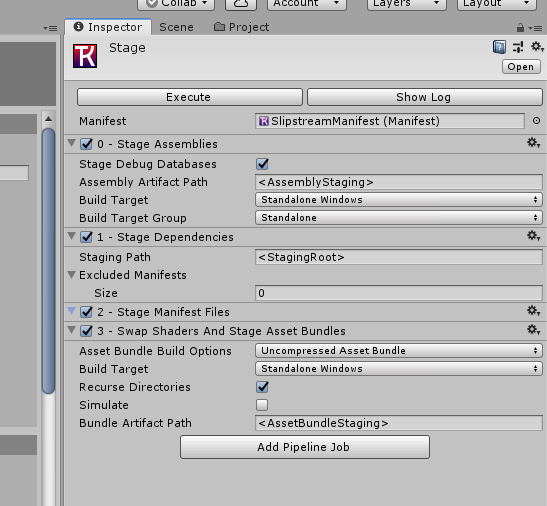 Collab Account Layers Layout
Inspector Scene Project
Stage
Open
Execute Show Log
Manifest SlipstreamManifest (Manifest)
0 - Stage Assemblies
Stage Debug Databases
Assembly Artifact Path <AssemblyStaging>
Build Target Standalone Windows
Build Target Group Standalone
1 - Stage Dependencies
Staging Path <StagingRoot>
Excluded Manifests
Size 0
2 - Stage Manifest Files
3 - Swap Shaders And Stage Asset Bundles
Asset Bundle Build Options Uncompressed Asset Bundle
Build Target Standalone Windows
Recurse Directories
Simulate
Bundle Artifact Path <AssetBundleStaging>
Add Pipeline Job